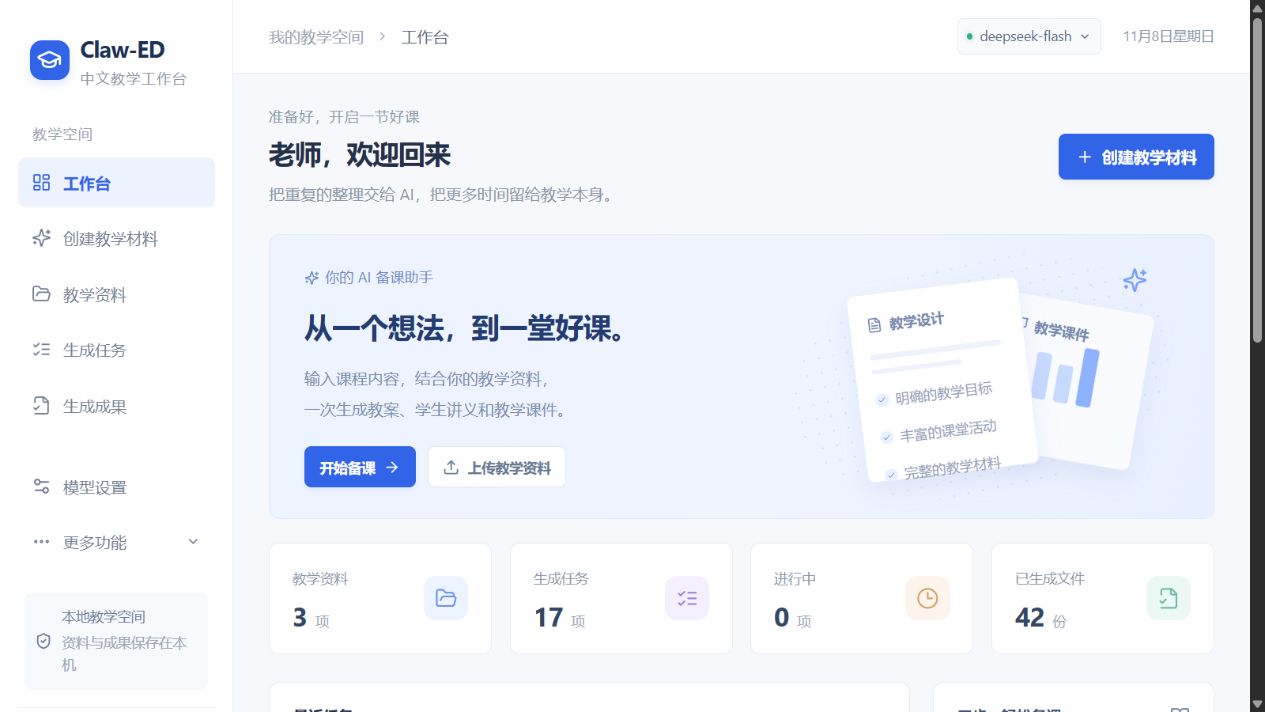 Claw-ED
中文教学工作台
教学空间
工作台
创建教学材料
教学资料
生成任务
生成成果
模型设置
更多功能
本地教学空间
资料与成果保存在本
机
我的教学空间 > 工作台
deepseek-flash
11月8日星期日
准备好，开启一节好课
老师，欢迎回来
把重复的整理交给 AI，把更多时间留给教学本身。
+ 创建教学材料
你的 AI 备课助手
从一个想法，到一堂好课。
输入课程内容，结合你的教学资料，
一次生成教案、学生讲义和教学课件。
开始备课 →
上传教学资料
教学设计
明确的教学目标
丰富的课堂活动
完整的教学材料
教学课件
教学资料
3 项
生成任务
17 项
进行中
0 项
已生成文件
42 份